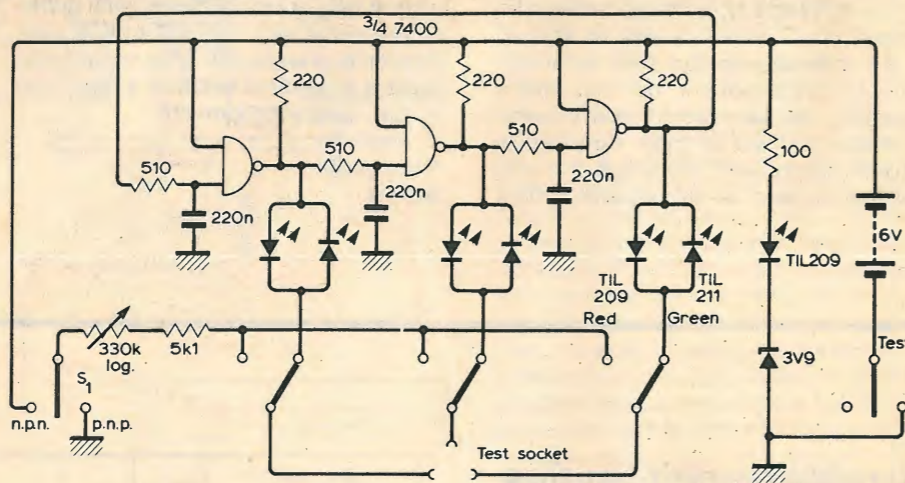 3/4 7400
220
220
220
510
510
510
100
220n
220n
220n
6V
TIL209
TIL
209
TIL
211
Red
Green
330k
log.
5k1
3V9
Test
S1
n.p.n.
p.n.p.
Test socket